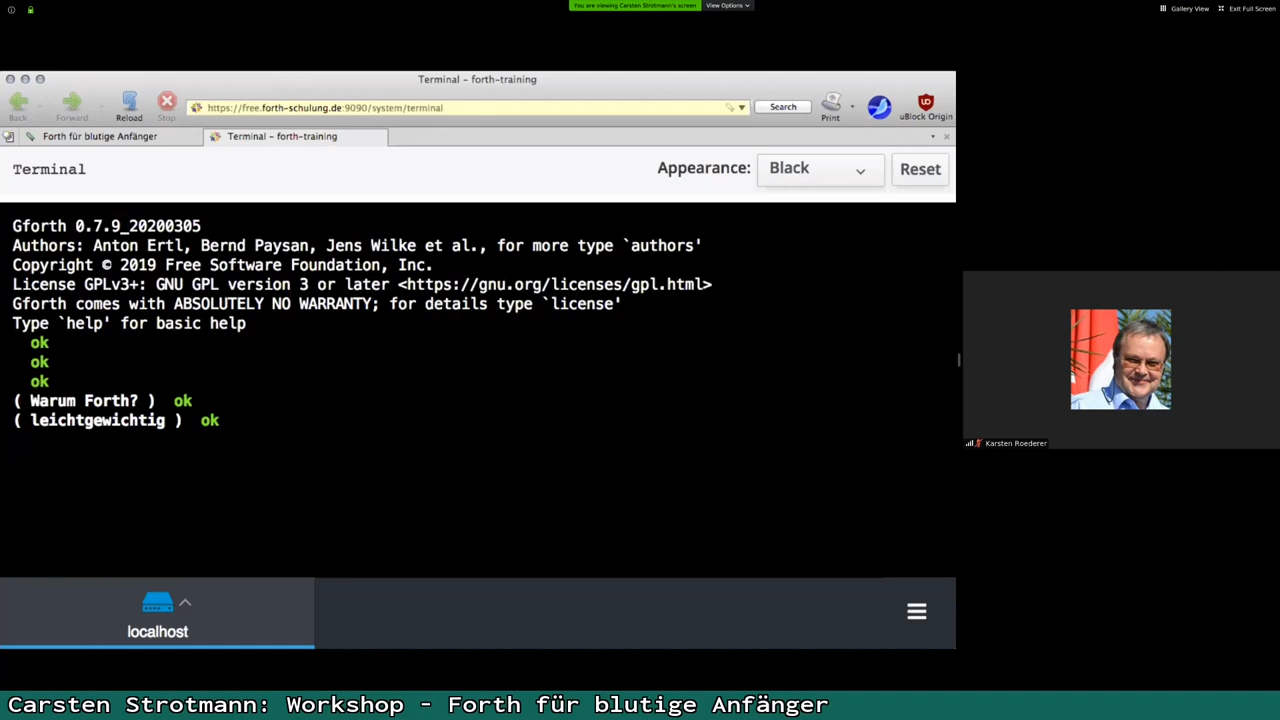 You are viewing Carsten Strotmann's screen
View Options
Gallery View
Exit Full Screen
Terminal - forth-training
Back
Forward
Reload
Stop
https://free.forth-schulung.de:9090/system/terminal
Search
Print
uBlock Origin
Forth für blutige Anfänger
Terminal - forth-training
Terminal
Appearance:
Black
Reset
Gforth 0.7.9_20200305
Authors: Anton Ertl, Bernd Paysan, Jens Wilke et al., for more type `authors'
Copyright © 2019 Free Software Foundation, Inc.
License GPLv3+: GNU GPL version 3 or later <https://gnu.org/licenses/gpl.html>
Gforth comes with ABSOLUTELY NO WARRANTY; for details type `license'
Type `help' for basic help
ok
ok
ok
( Warum Forth? ) ok
( leichtgewichtig ) ok
Karsten Roederer
localhost
Carsten Strotmann: Workshop - Forth für blutige Anfänger